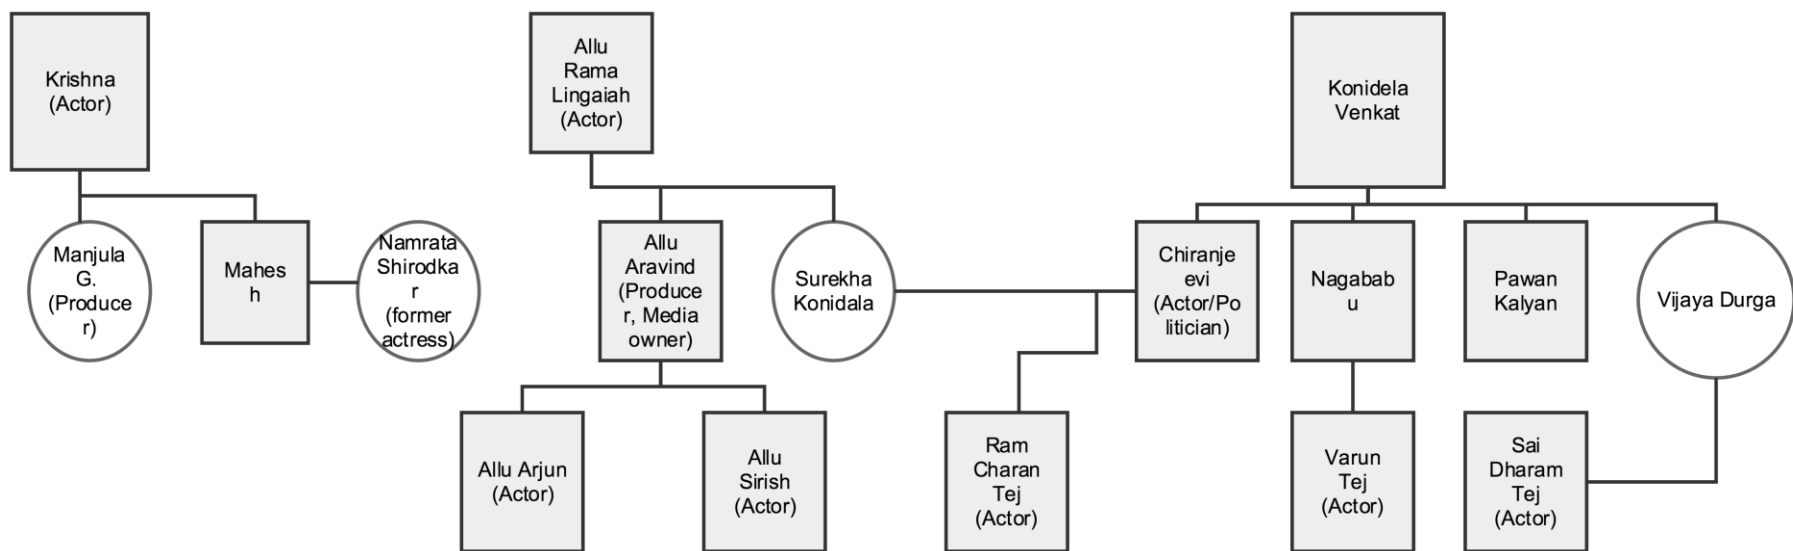 Krishna
(Actor)
Allu
Rama
Lingaiah
(Actor)
Konidela
Venkat
Manjula
G.
(Produce
r)
Mahes
h
Namrata
Shirodka
r
(former
actress)
Allu
Aravind
(Produce
r, Media
owner)
Surekha
Konidala
Chiranje
evi
(Actor/Po
litician)
Nagabab
u
Pawan
Kalyan
Vijaya Durga
Allu Arjun
(Actor)
Allu
Sirish
(Actor)
Ram
Charan
Tej
(Actor)
Varun
Tej
(Actor)
Sai
Dharam
Tej
(Actor)